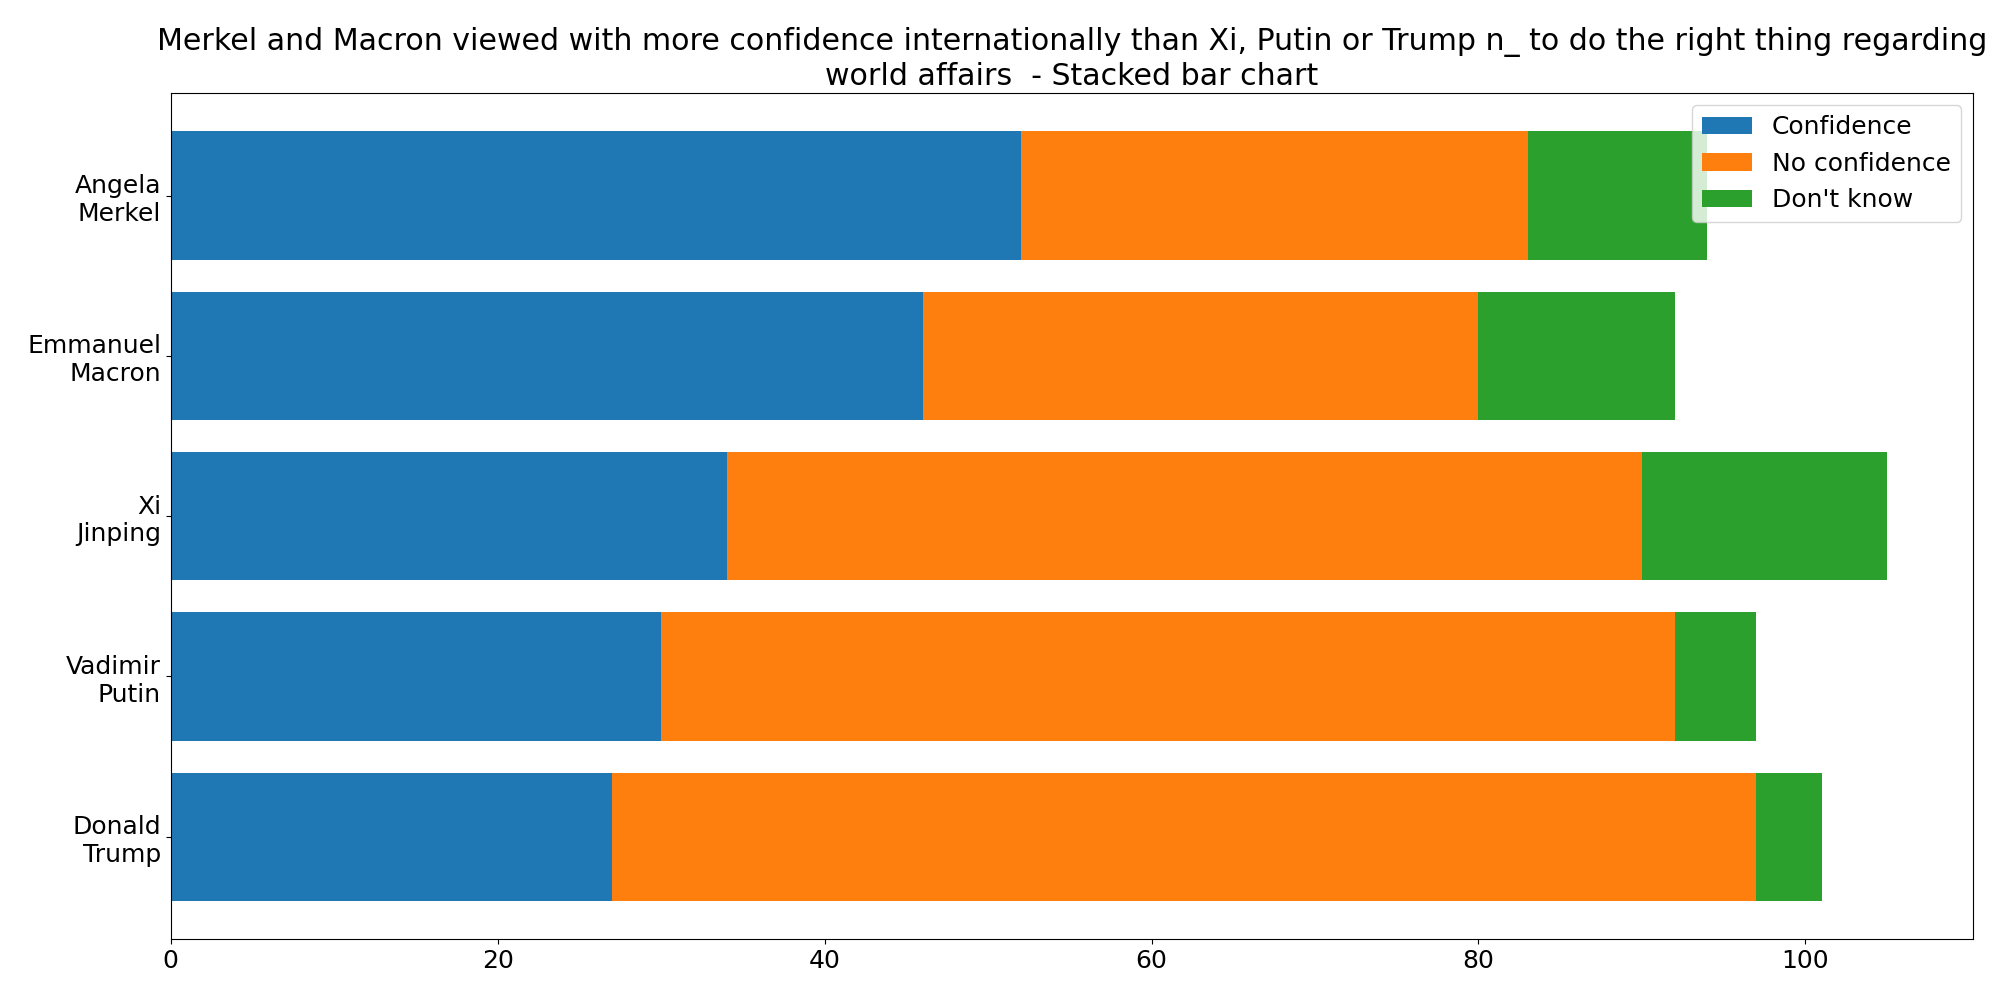 Merkel and Macron viewed with more confidence internationally than Xi, Putin or Trump n_ to do the right thing regarding
world affairs  - Stacked bar chart
Confidence
No confidence
Don't know
Angela
Merkel
Emmanuel
Macron
Xi
Jinping
Vadimir
Putin
Donald
Trump
0 20 40 60 80 100